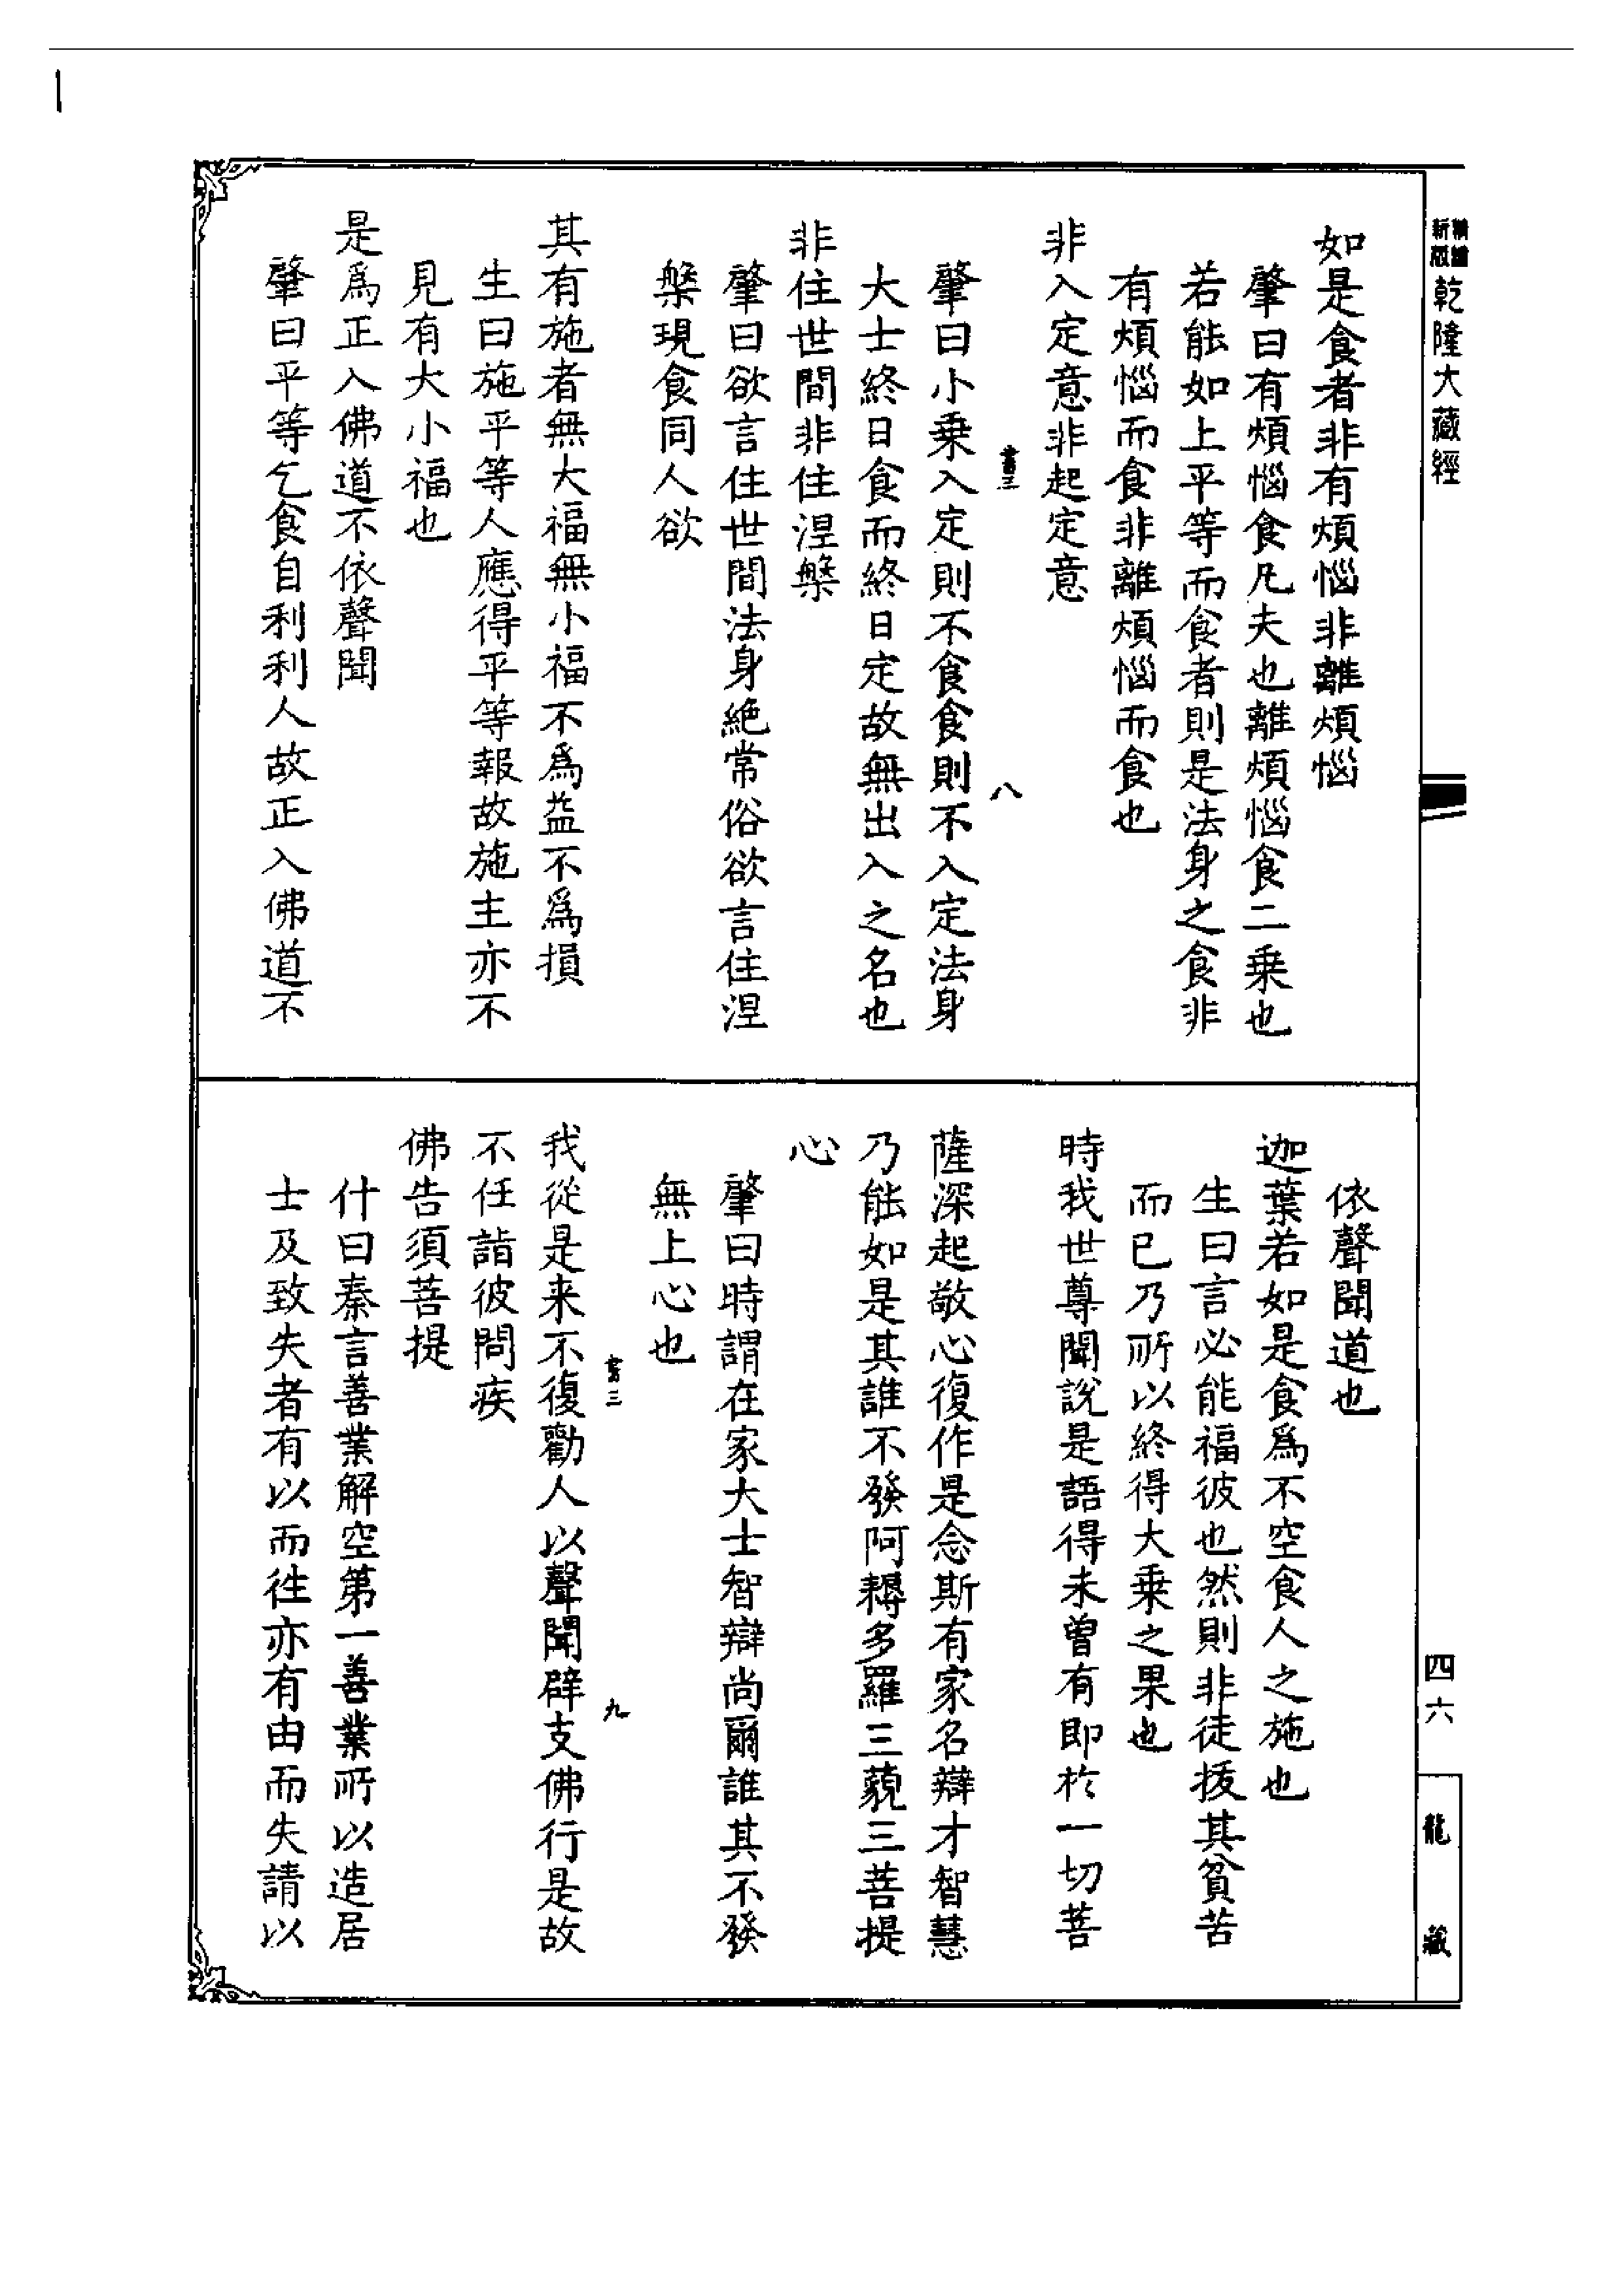 新版
精縮
乾隆大藏經
如是食者非有煩惱非離煩惱
肇曰有煩惱食凡夫也離煩惱食二乗也
若能如上平等而食者則是法身之食非
有煩惱而食非離煩惱而食也
非入定意非起定意
書三
八
肇曰小乗入定則不食食則不入定法身
大士終日食而終日定故無出入之名也
非住世間非住涅槃
肇曰欲言住世間法身絶常俗欲言住涅
槃現食同人欲
其有施者無大福無小福不爲益不爲損
生曰施平等人應得平等報故施主亦不
見有大小福也
是爲正入佛道不依聲聞
肇曰平等乞食自利利人故正入佛道不
依聲聞道也
迦葉若如是食爲不空食人之施也
生曰言必能福彼也然則非徒拔其貧苦
而已乃所以終得大乗之果也
時我世尊聞說是語得未曾有即於一切菩
薩深起敬心復作是念斯有家名辯才智慧
乃能如是其誰不發阿耨多羅三藐三菩提
心
肇曰時謂在家大士智辯尚爾誰其不發
無上心也
書三
九
我從是来不復勸人以聲聞辟支佛行是故
不任詣彼問疾
佛告須菩提
什曰秦言善業解空第一善業所以造居
士及致失者有以而往亦有由而失請以
四六
龍藏